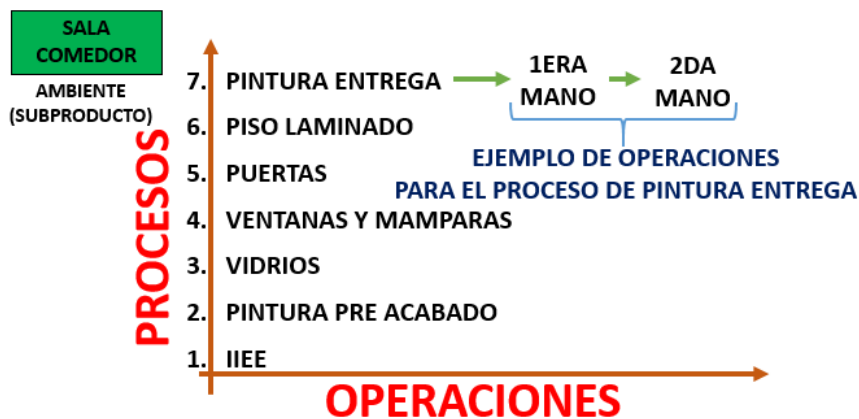 SALA
COMEDOR
AMBIENTE
(SUBPRODUCTO)
PROCESOS
7. PINTURA ENTREGA
1ERA
MANO
2DA
MANO
EJEMPLO DE OPERACIONES
PARA EL PROCESO DE PINTURA ENTREGA
6. PISO LAMINADO
5. PUERTAS
4. VENTANAS Y MAMPARAS
3. VIDRIOS
2. PINTURA PRE ACABADO
1. IIEE
OPERACIONES